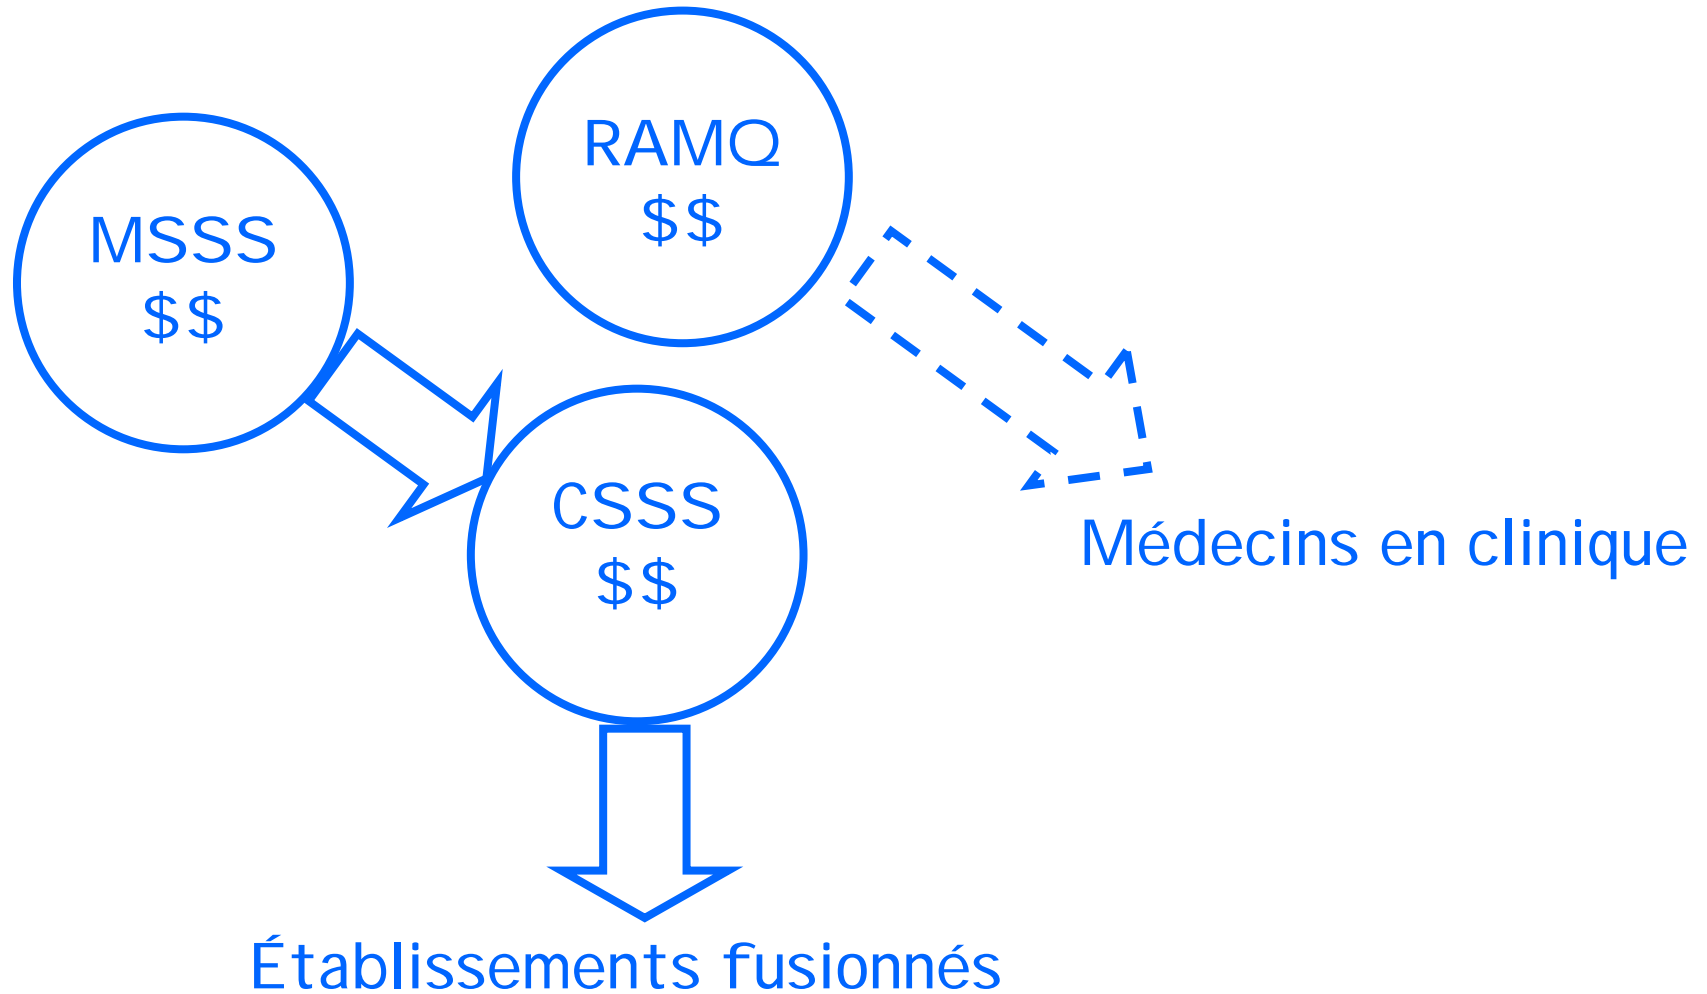 RAMQ
$$
MSSS
$$
CSSS
$$
Médecins en clinique
Établissements fusionnés